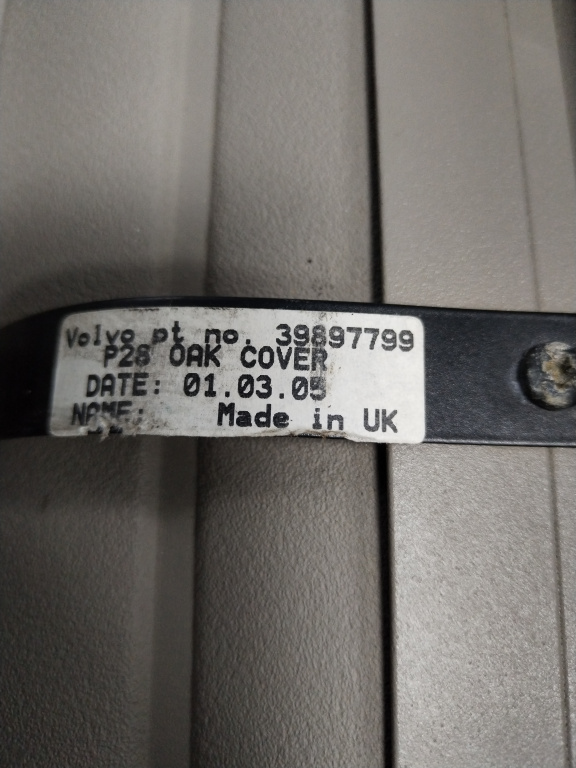 Volvo pt no. 39897799
P28 OAK COVER
DATE: 01.03.05
NAME: Made in UK